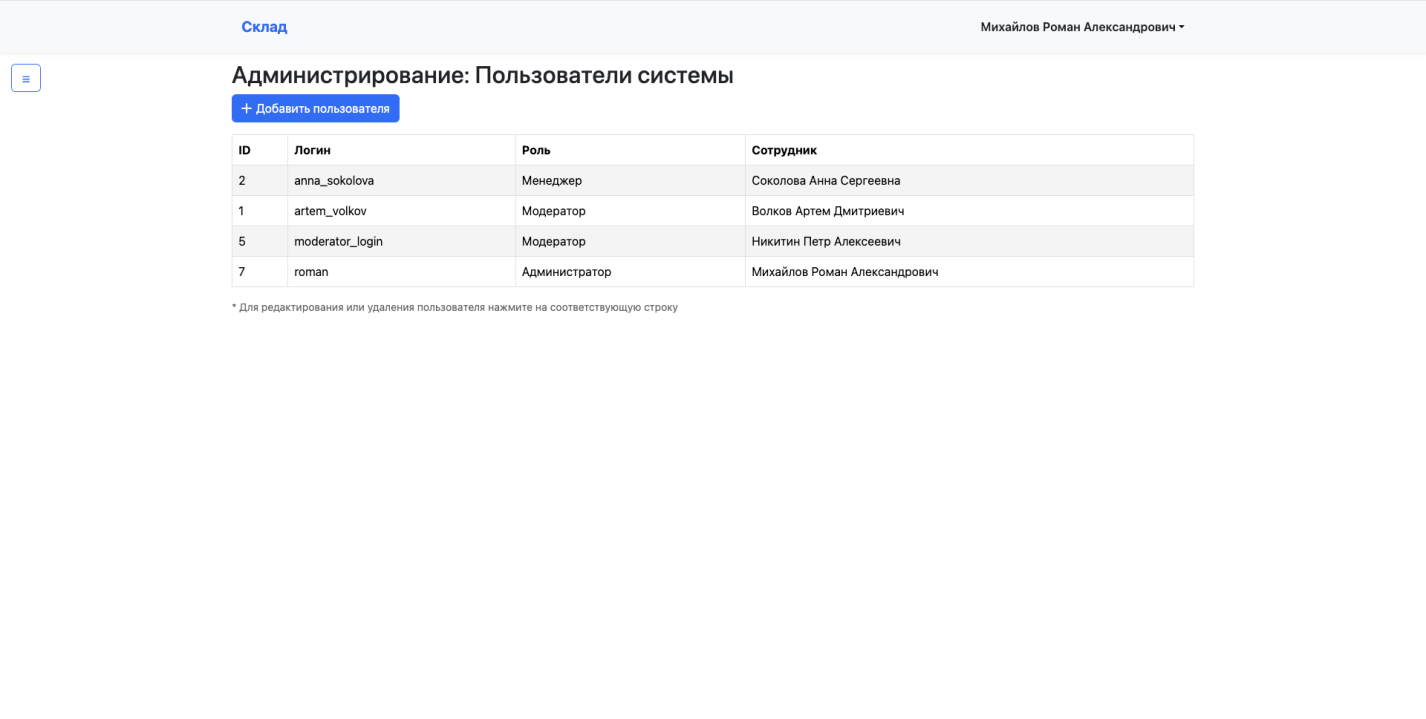 Склад Михайлов Роман Александрович
Администрирование: Пользователи системы
+ Добавить пользователя
ID Логин Роль Сотрудник
2 anna_sokolova Менеджер Соколова Анна Сергеевна
1 artem_volkov Модератор Волков Артем Дмитриевич
5 moderator_login Модератор Никитин Петр Алексеевич
7 roman Администратор Михайлов Роман Александрович
* Для редактирования или удаления пользователя нажмите на соответствующую строку